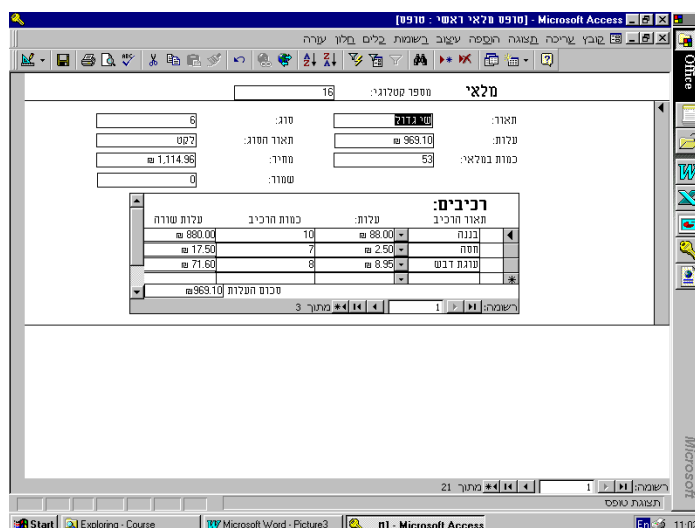 [טופס מלאי ראשי : טופס] - Microsoft Access
קובץ עריכה תצוגה הוספה עיצוב רשומות כלים חלון עזרה
Office
מלאי
מספר קטלוגי: 16
תאור: שי גדול
סוג: 6
עלות: 969.10 ₪
תאור הסוג: לקט
כמות במלאי: 53
מחיר: 1,114.96 ₪
שמור: 0
רכיבים:
תאור הרכיב עלות: כמות הרכיב עלות שורה
בננה 88.00 ₪ 10 880.00 ₪
חסה 2.50 ₪ 7 17.50 ₪
עוגת דבש 8.95 ₪ 8 71.60 ₪
סכום העלות 969.10₪
רשומה: 1 מתוך 3
Microsoft
רשומה: 1 מתוך 21
תצוגת טופס
Start Exploring - Course Microsoft Word - Picture3 Microsoft Access En 11:02